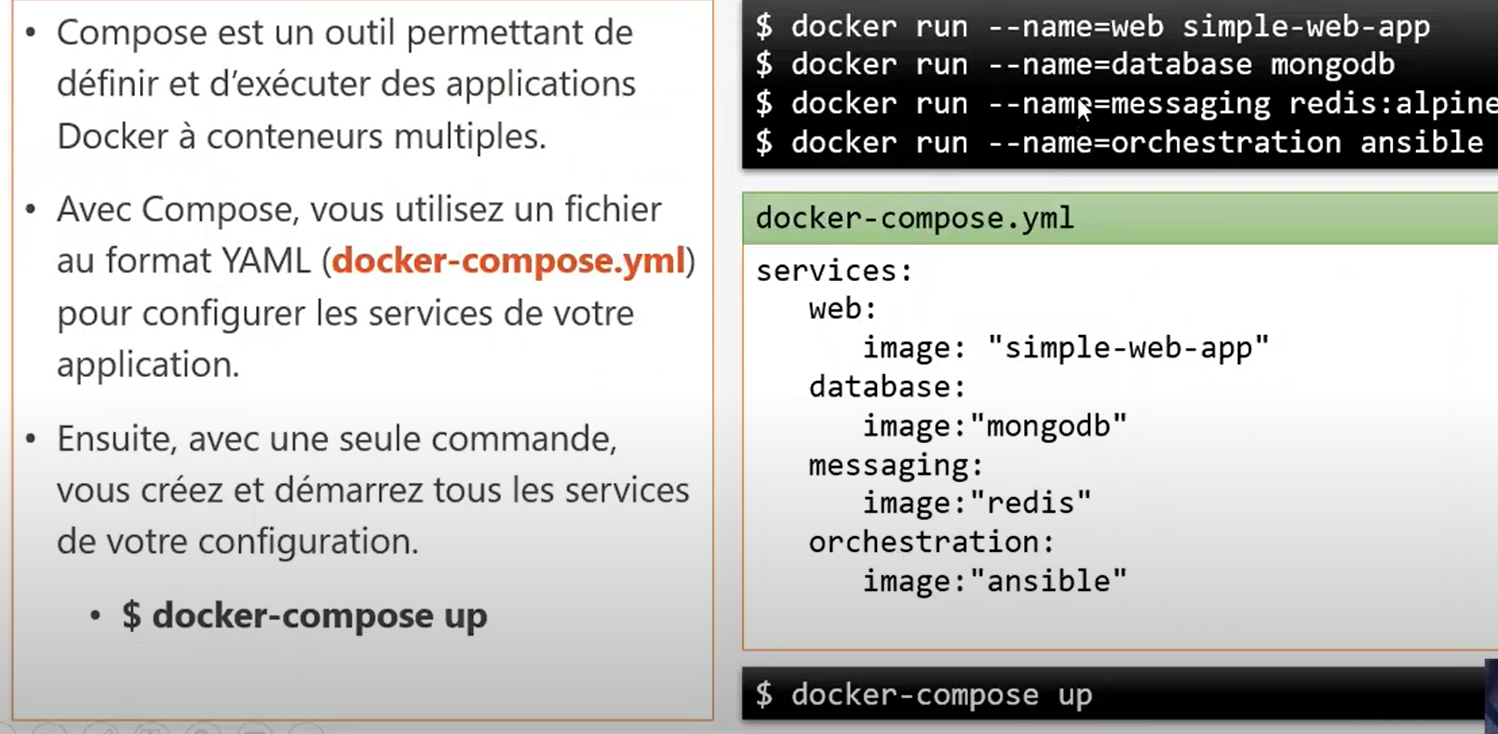 • Compose est un outil permettant de
définir et d’exécuter des applications
Docker à conteneurs multiples.
• Avec Compose, vous utilisez un fichier
au format YAML (docker-compose.yml)
pour configurer les services de votre
application.
• Ensuite, avec une seule commande,
vous créez et démarrez tous les services
de votre configuration.
• $ docker-compose up
$ docker run --name=web simple-web-app
$ docker run --name=database mongodb
$ docker run --name=messaging redis:alpine
$ docker run --name=orchestration ansible
docker-compose.yml
services:
web:
image: "simple-web-app"
database:
image:"mongodb"
messaging:
image:"redis"
orchestration:
image:"ansible"
$ docker-compose up